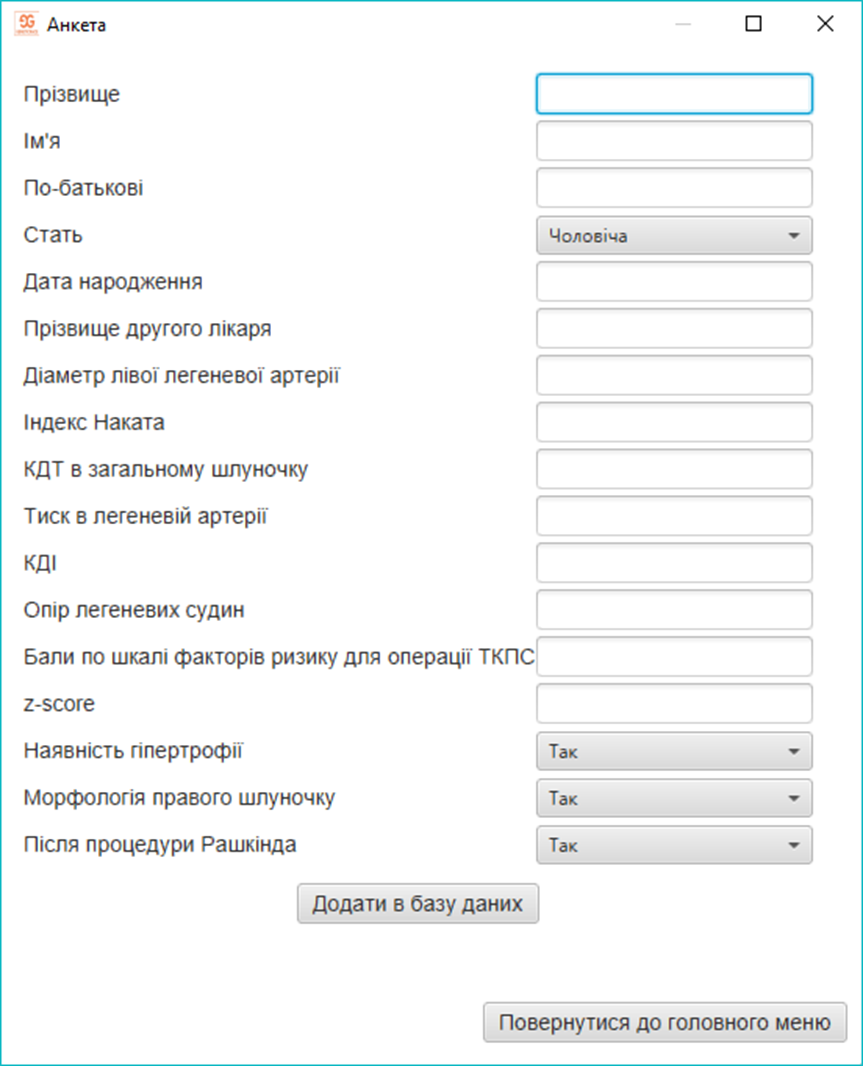 Анкета
Прізвище
Ім'я
По-батькові
Стать Чоловіча
Дата народження
Прізвище другого лікаря
Діаметр лівої легеневої артерії
Індекс Наката
КДТ в загальному шлуночку
Тиск в легеневій артерії
КДІ
Опір легеневих судин
Бали по шкалі факторів ризику для операції ТКПС
z-score
Наявність гіпертрофії Так
Морфологія правого шлуночку Так
Після процедури Рашкінда Так
Додати в базу даних
Повернутися до головного меню